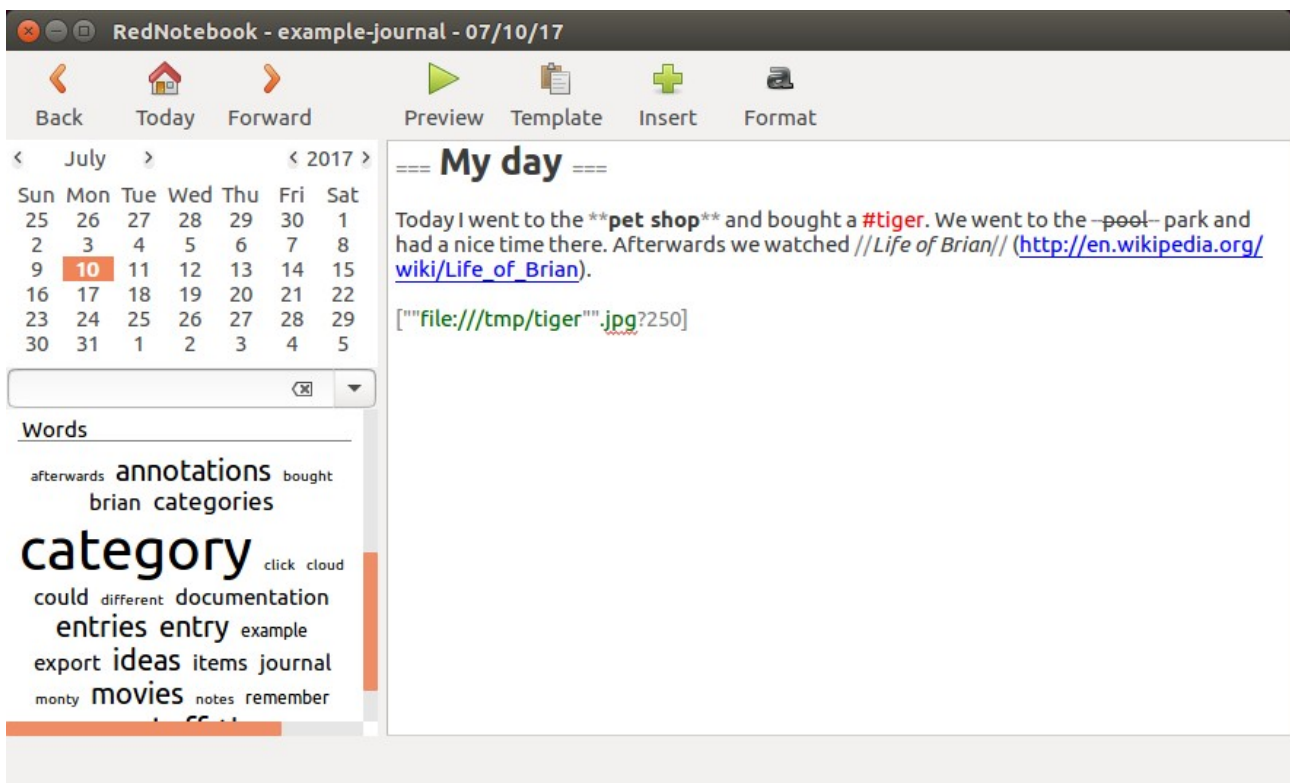 RedNotebook - example-journal - 07/10/17
Back Today Forward Preview Template Insert Format
< July > < 2017 >
Sun Mon Tue Wed Thu Fri Sat
25 26 27 28 29 30 1
2 3 4 5 6 7 8
9 10 11 12 13 14 15
16 17 18 19 20 21 22
23 24 25 26 27 28 29
30 31 1 2 3 4 5
Words
afterwards annotations bought
brian categories
category click cloud
could different documentation
entries entry example
export ideas items journal
monty movies notes remember
=== My day ===
Today I went to the **pet shop** and bought a #tiger. We went to the --pool-- park and
had a nice time there. Afterwards we watched //Life of Brian// (http://en.wikipedia.org/
wiki/Life_of_Brian).
[""file:///tmp/tiger"".jpg?250]